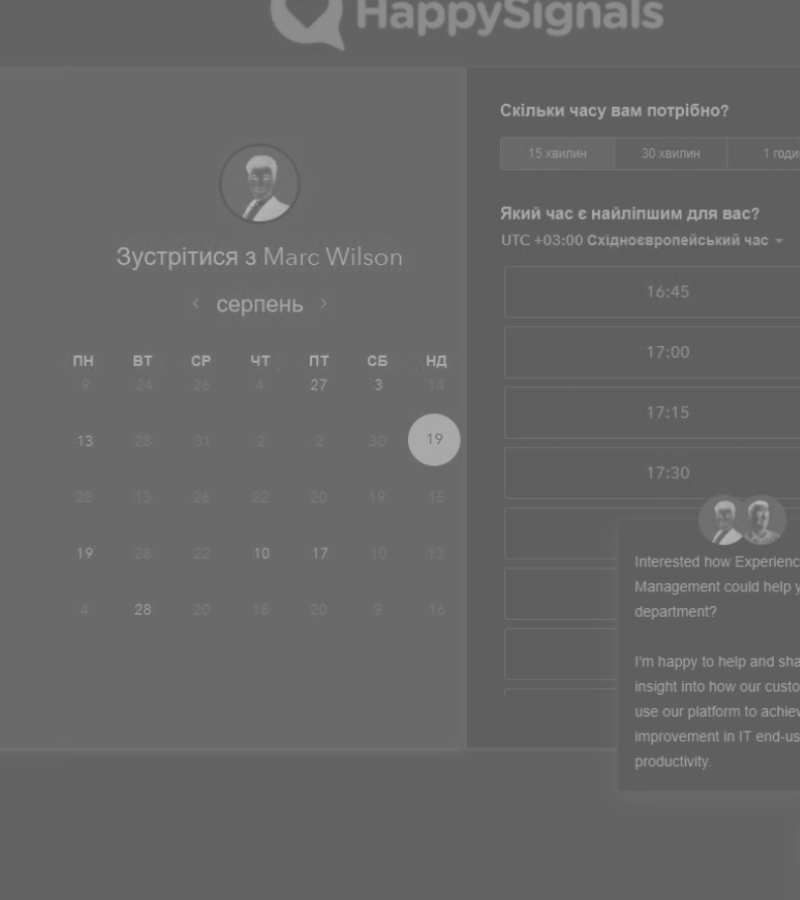 HappySignals
Зустрітися з Marc Wilson
серпень
ПН ВТ СР ЧТ ПТ СБ НД
9 24 26 4 27 3 14
13 28 31 2 2 30 19
28 13 26 22 20 19 15
19 28 22 10 17 10 13
4 28 20 18 20 9 16
Скільки часу вам потрібно?
15 хвилин 30 хвилин 1 годи
Який час є найліпшим для вас?
UTC +03:00 Східноєвропейський час
16:45
17:00
17:15
17:30
Interested how Experienc
Management could help y
department?
I'm happy to help and sha
insight into how our custo
use our platform to achiev
improvement in IT end-us
productivity.